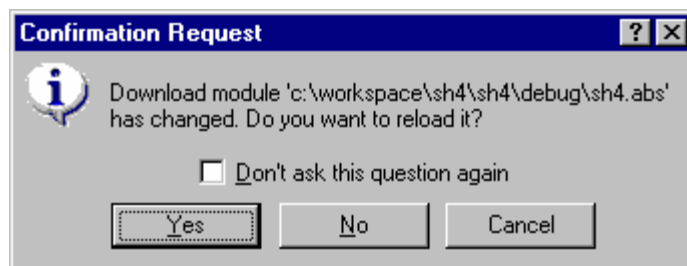 Confirmation Request
?
Download module 'c:\workspace\sh4\sh4\debug\sh4.abs'
has changed. Do you want to reload it?
Don't ask this question again
Yes No Cancel